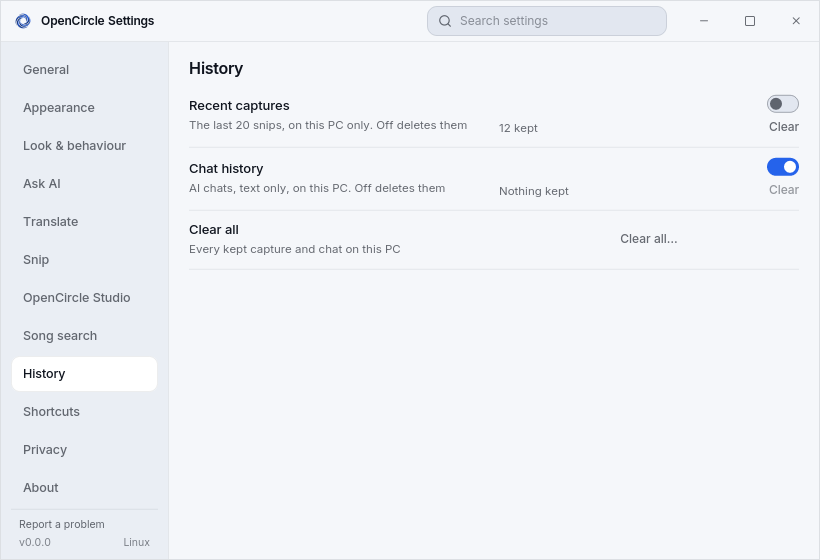 OpenCircle Settings
Search settings
General
Appearance
Look & behaviour
Ask AI
Translate
Snip
OpenCircle Studio
Song search
History
Shortcuts
Privacy
About
Report a problem
v0.0.0 Linux
History
Recent captures
The last 20 snips, on this PC only. Off deletes them
12 kept
Clear
Chat history
AI chats, text only, on this PC. Off deletes them
Nothing kept
Clear
Clear all
Every kept capture and chat on this PC
Clear all...